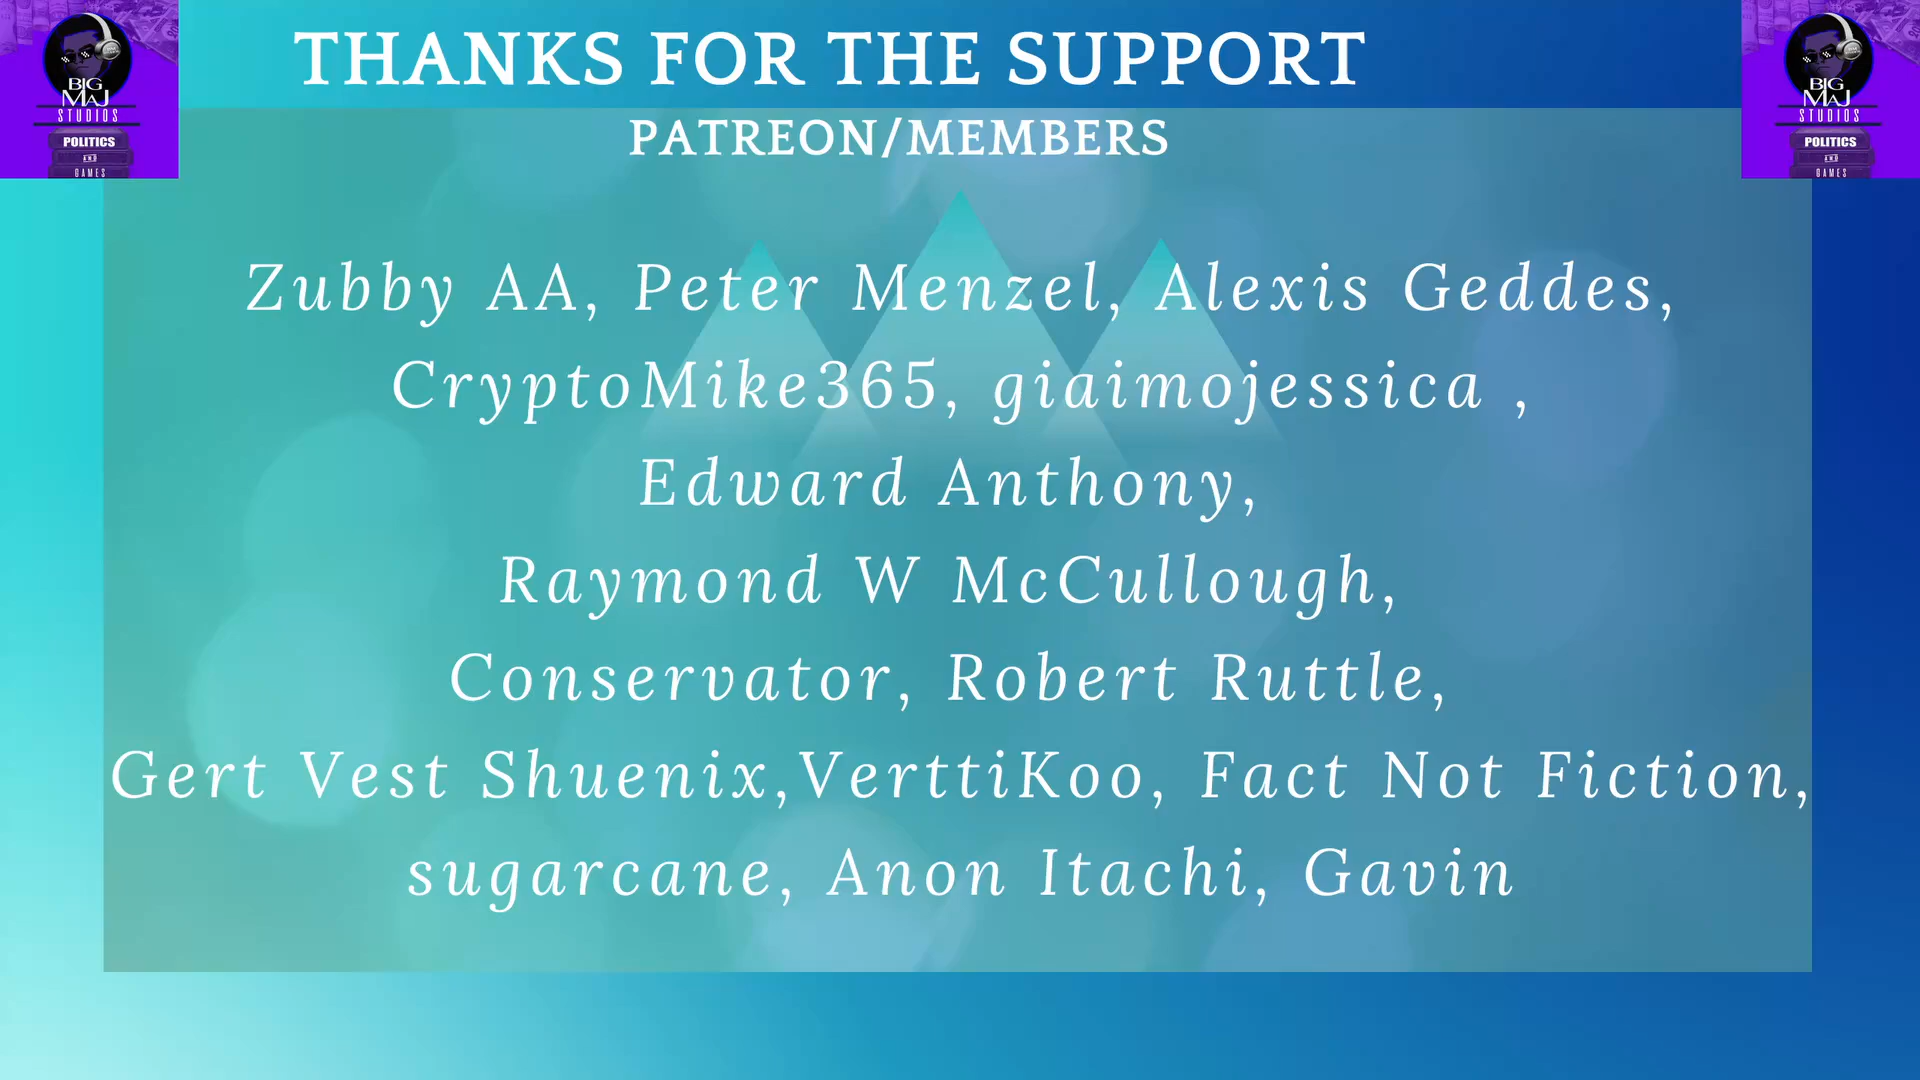 THANKS FOR THE SUPPORT
PATREON/MEMBERS
BIG
MAJ
STUDIOS
POLITICS
AND
GAMES
BIG
MAJ
STUDIOS
POLITICS
AND
GAMES
Zubby AA, Peter Menzel, Alexis Geddes,
CryptoMike365, giaimojessica ,
Edward Anthony,
Raymond W McCullough,
Conservator, Robert Ruttle,
Gert Vest Shuenix,VerttiKoo, Fact Not Fiction,
sugarcane, Anon Itachi, Gavin